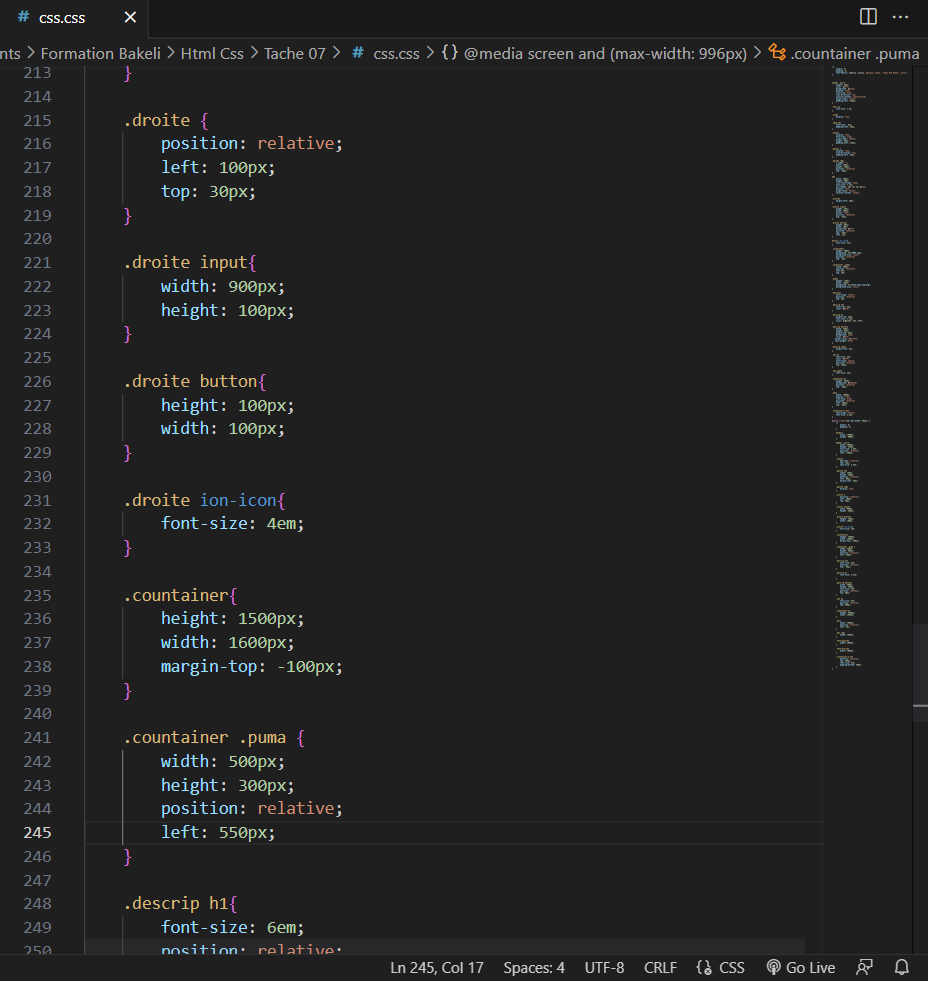 # css.css ×
nts > Formation Bakeli > Html Css > Tache 07 > # css.css > {} @media screen and (max-width: 996px) > .countainer .puma
213 }
214
215 .droite {
216 position: relative;
217 left: 100px;
218 top: 30px;
219 }
220
221 .droite input{
222 width: 900px;
223 height: 100px;
224 }
225
226 .droite button{
227 height: 100px;
228 width: 100px;
229 }
230
231 .droite ion-icon{
232 font-size: 4em;
233 }
234
235 .countainer{
236 height: 1500px;
237 width: 1600px;
238 margin-top: -100px;
239 }
240
241 .countainer .puma {
242 width: 500px;
243 height: 300px;
244 position: relative;
245 left: 550px;
246 }
247
248 .descrip h1{
249 font-size: 6em;
250 position: relative;
Ln 245, Col 17 Spaces: 4 UTF-8 CRLF {} CSS Go Live